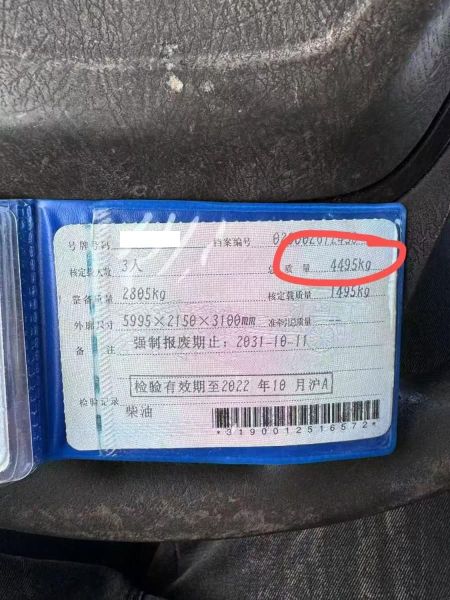 号牌号码 档案编号
核定载人数 3人 总质量 4495kg
整备质量 2805kg 核定载质量 1495kg
外廓尺寸 5995×2150×3100mm 准牵引总质量 --
备注 强制报废期止：2031-10-11
检验有效期至2022年10月沪A
检验记录
柴油
*3190012516572*